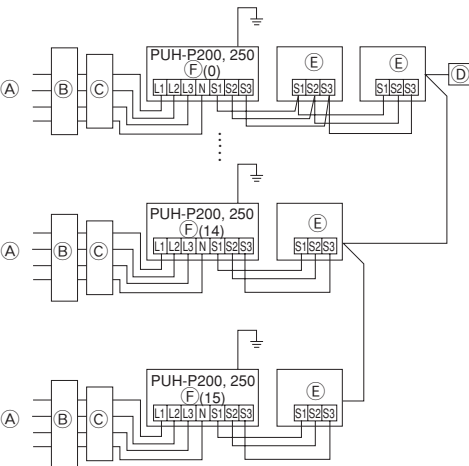 PUH-P200, 250
Ⓕ(0)
Ⓔ
Ⓔ
Ⓓ
Ⓐ
Ⓑ
Ⓒ
L1 L2 L3 N S1 S2 S3
S1 S2 S3
S1 S2 S3
PUH-P200, 250
Ⓕ(14)
Ⓔ
Ⓐ
Ⓑ
Ⓒ
L1 L2 L3 N S1 S2 S3
S1 S2 S3
PUH-P200, 250
Ⓕ(15)
Ⓔ
Ⓐ
Ⓑ
Ⓒ
L1 L2 L3 N S1 S2 S3
S1 S2 S3